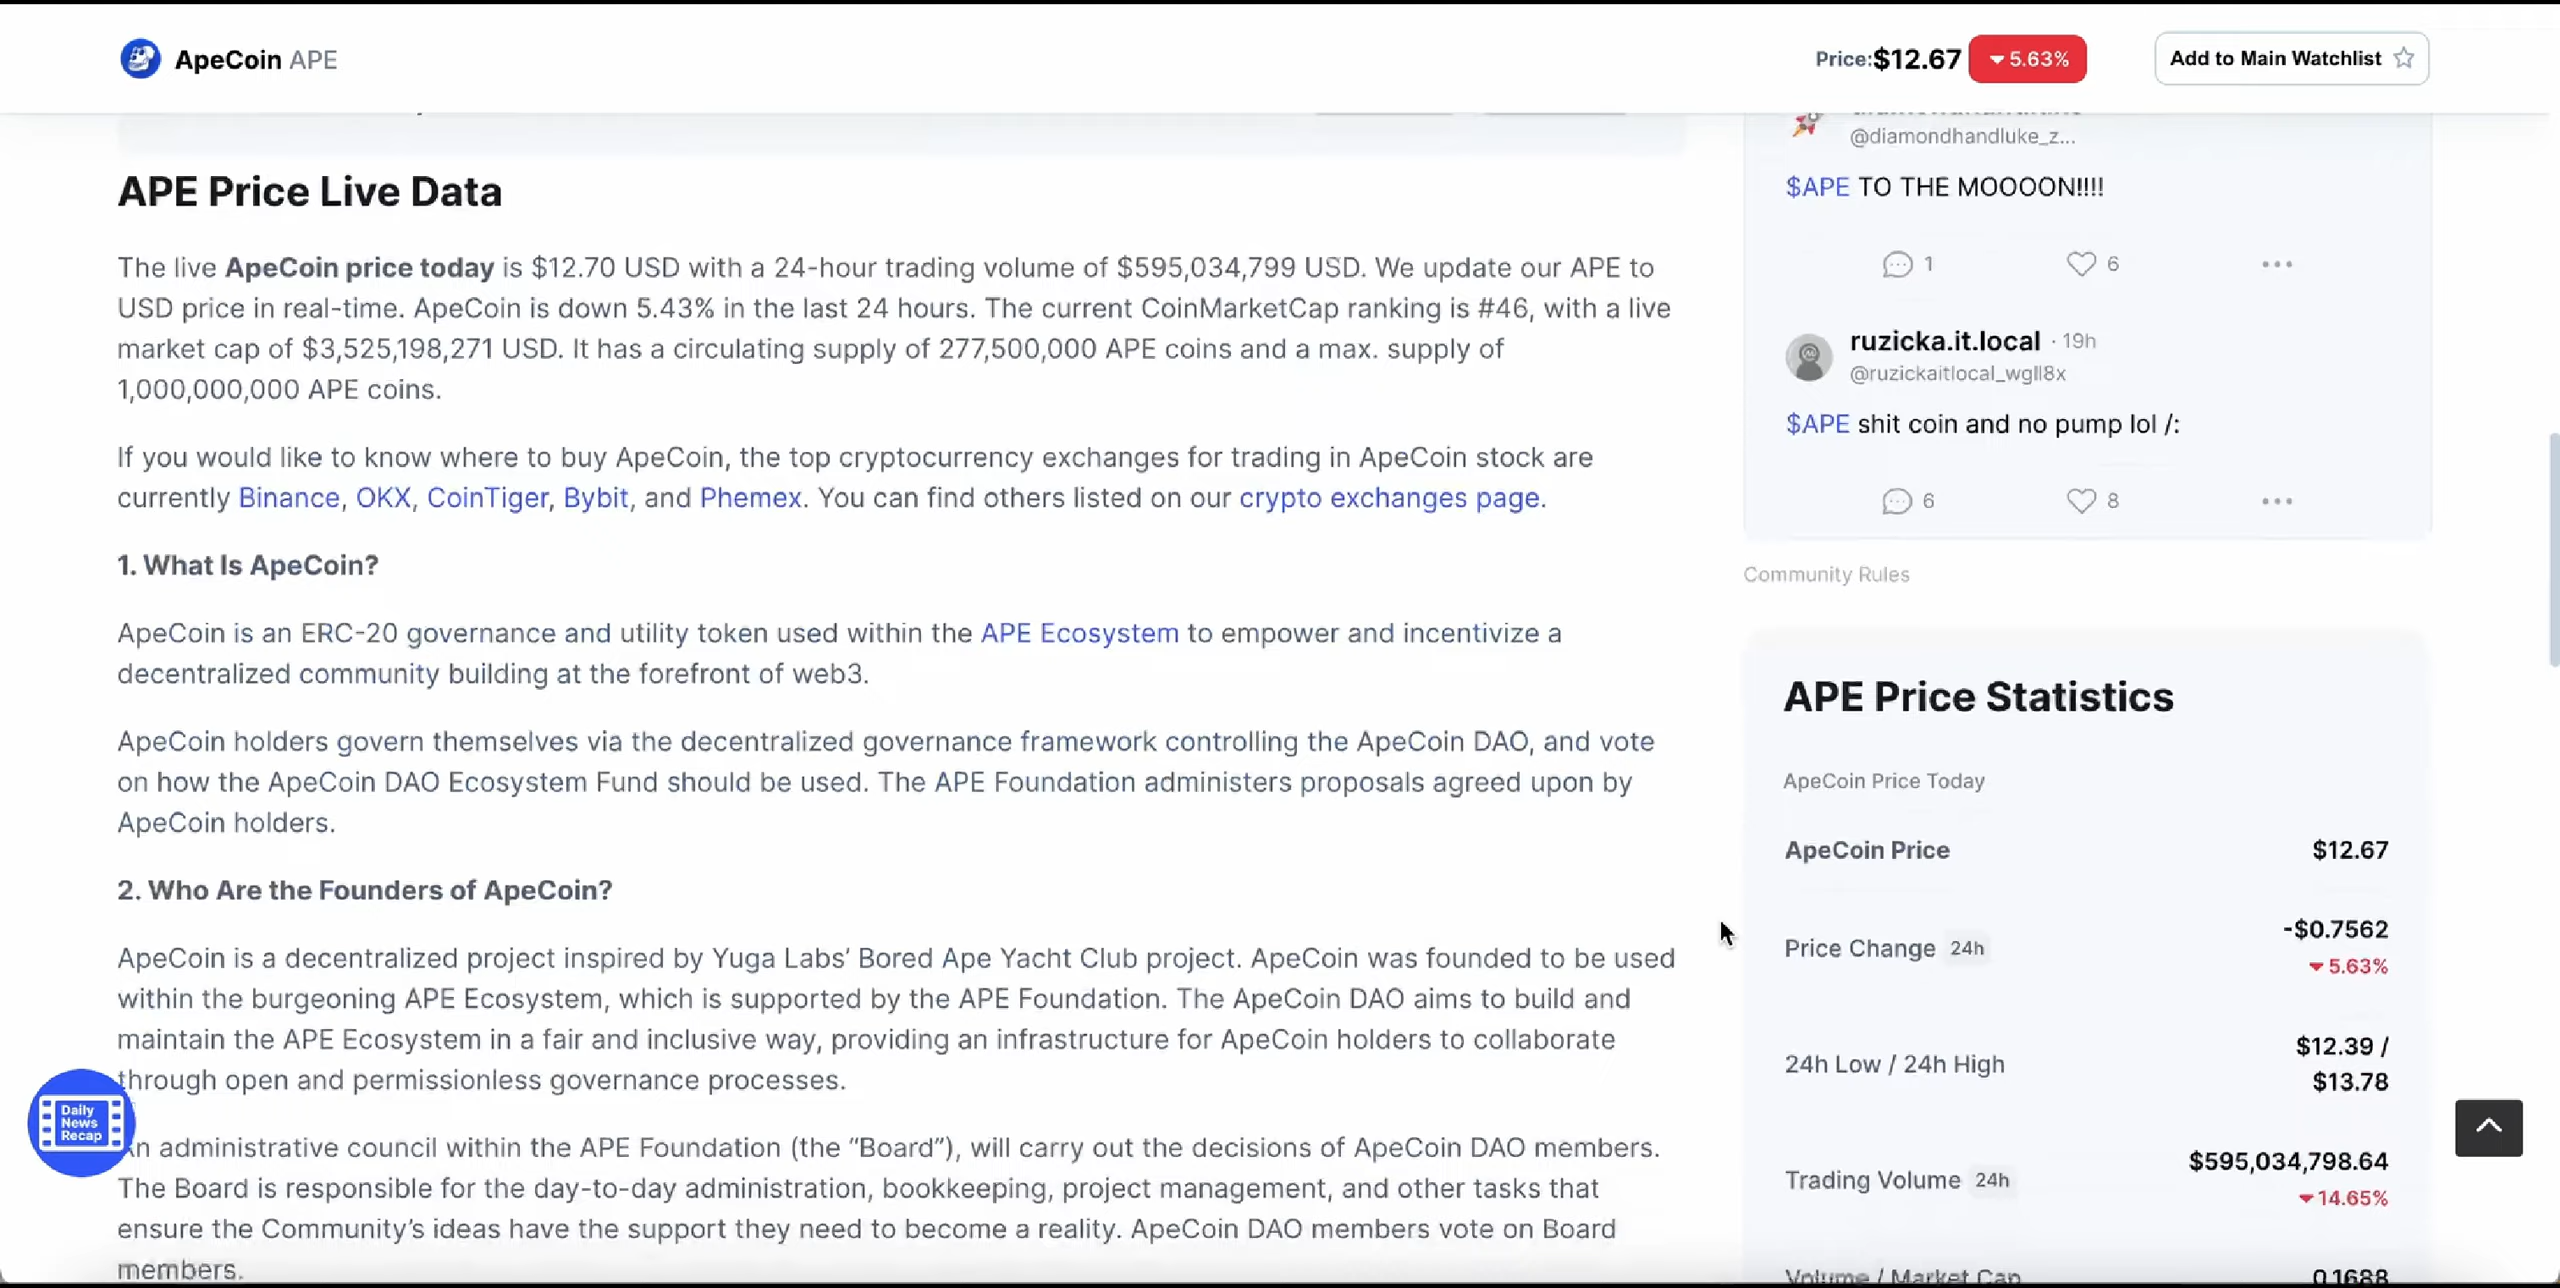 ApeCoin APE
Price:$12.67 5.63%
Add to Main Watchlist
APE Price Live Data
The live ApeCoin price today is $12.70 USD with a 24-hour trading volume of $595,034,799 USD. We update our APE to
USD price in real-time. ApeCoin is down 5.43% in the last 24 hours. The current CoinMarketCap ranking is #46, with a live
market cap of $3,525,198,271 USD. It has a circulating supply of 277,500,000 APE coins and a max. supply of
1,000,000,000 APE coins.
If you would like to know where to buy ApeCoin, the top cryptocurrency exchanges for trading in ApeCoin stock are
currently Binance, OKX, CoinTiger, Bybit, and Phemex. You can find others listed on our crypto exchanges page.
1. What Is ApeCoin?
ApeCoin is an ERC-20 governance and utility token used within the APE Ecosystem to empower and incentivize a
decentralized community building at the forefront of web3.
ApeCoin holders govern themselves via the decentralized governance framework controlling the ApeCoin DAO, and vote
on how the ApeCoin DAO Ecosystem Fund should be used. The APE Foundation administers proposals agreed upon by
ApeCoin holders.
2. Who Are the Founders of ApeCoin?
ApeCoin is a decentralized project inspired by Yuga Labs’ Bored Ape Yacht Club project. ApeCoin was founded to be used
within the burgeoning APE Ecosystem, which is supported by the APE Foundation. The ApeCoin DAO aims to build and
maintain the APE Ecosystem in a fair and inclusive way, providing an infrastructure for ApeCoin holders to collaborate
through open and permissionless governance processes.
administrative council within the APE Foundation (the “Board”), will carry out the decisions of ApeCoin DAO members.
The Board is responsible for the day-to-day administration, bookkeeping, project management, and other tasks that
ensure the Community’s ideas have the support they need to become a reality. ApeCoin DAO members vote on Board
members.
Daily
News
Recap
@diamondhandluke_z...
$APE TO THE MOOOON!!!!
1 6
ruzicka.it.local · 19h
@ruzickaitlocal_wgll8x
$APE shit coin and no pump lol /:
6 8
Community Rules
APE Price Statistics
ApeCoin Price Today
ApeCoin Price $12.67
Price Change 24h -$0.7562
5.63%
24h Low / 24h High $12.39 /
$13.78
Trading Volume 24h $595,034,798.64
14.65%
Volume / Market Cap 0.1688